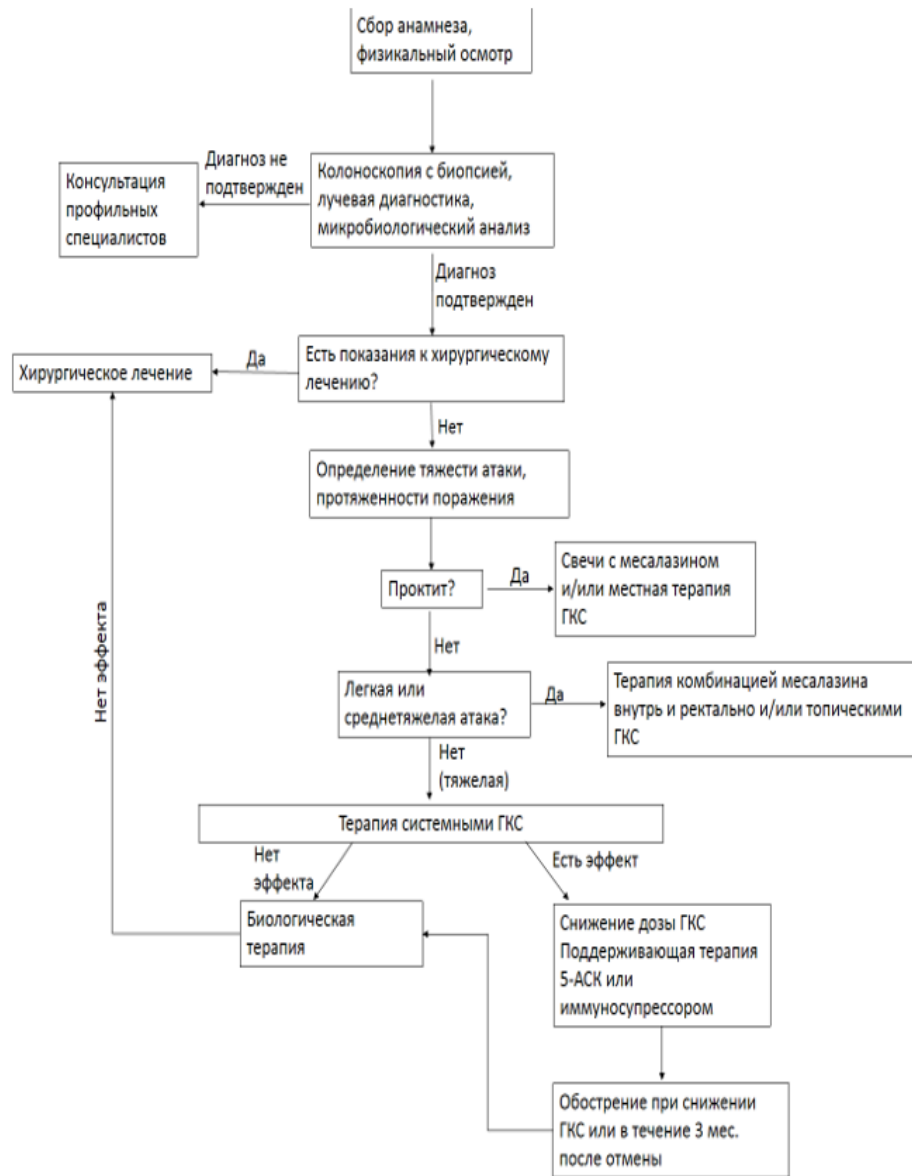 Сбор анамнеза,
физикальный осмотр
Диагноз не
подтвержден
Консультация
профильных
специалистов
Колоноскопия с биопсией,
лучевая диагностика,
микробиологический анализ
Диагноз
подтвержден
Есть показания к хирургическому
лечению?
Да
Хирургическое лечение
Нет
Определение тяжести атаки,
протяженности поражения
Проктит?
Да
Свечи с месалазином
и/или местная терапия
ГКС
Нет
Легкая или
среднетяжелая атака?
Да
Терапия комбинацией месалазина
внутрь и ректально и/или топическими
ГКС
Нет
(тяжелая)
Терапия системными ГКС
Нет
эффекта
Есть эффект
Биологическая
терапия
Нет эффекта
Снижение дозы ГКС
Поддерживающая терапия
5-АСК или
иммуносупрессором
Обострение при снижении
ГКС или в течение 3 мес.
после отмены